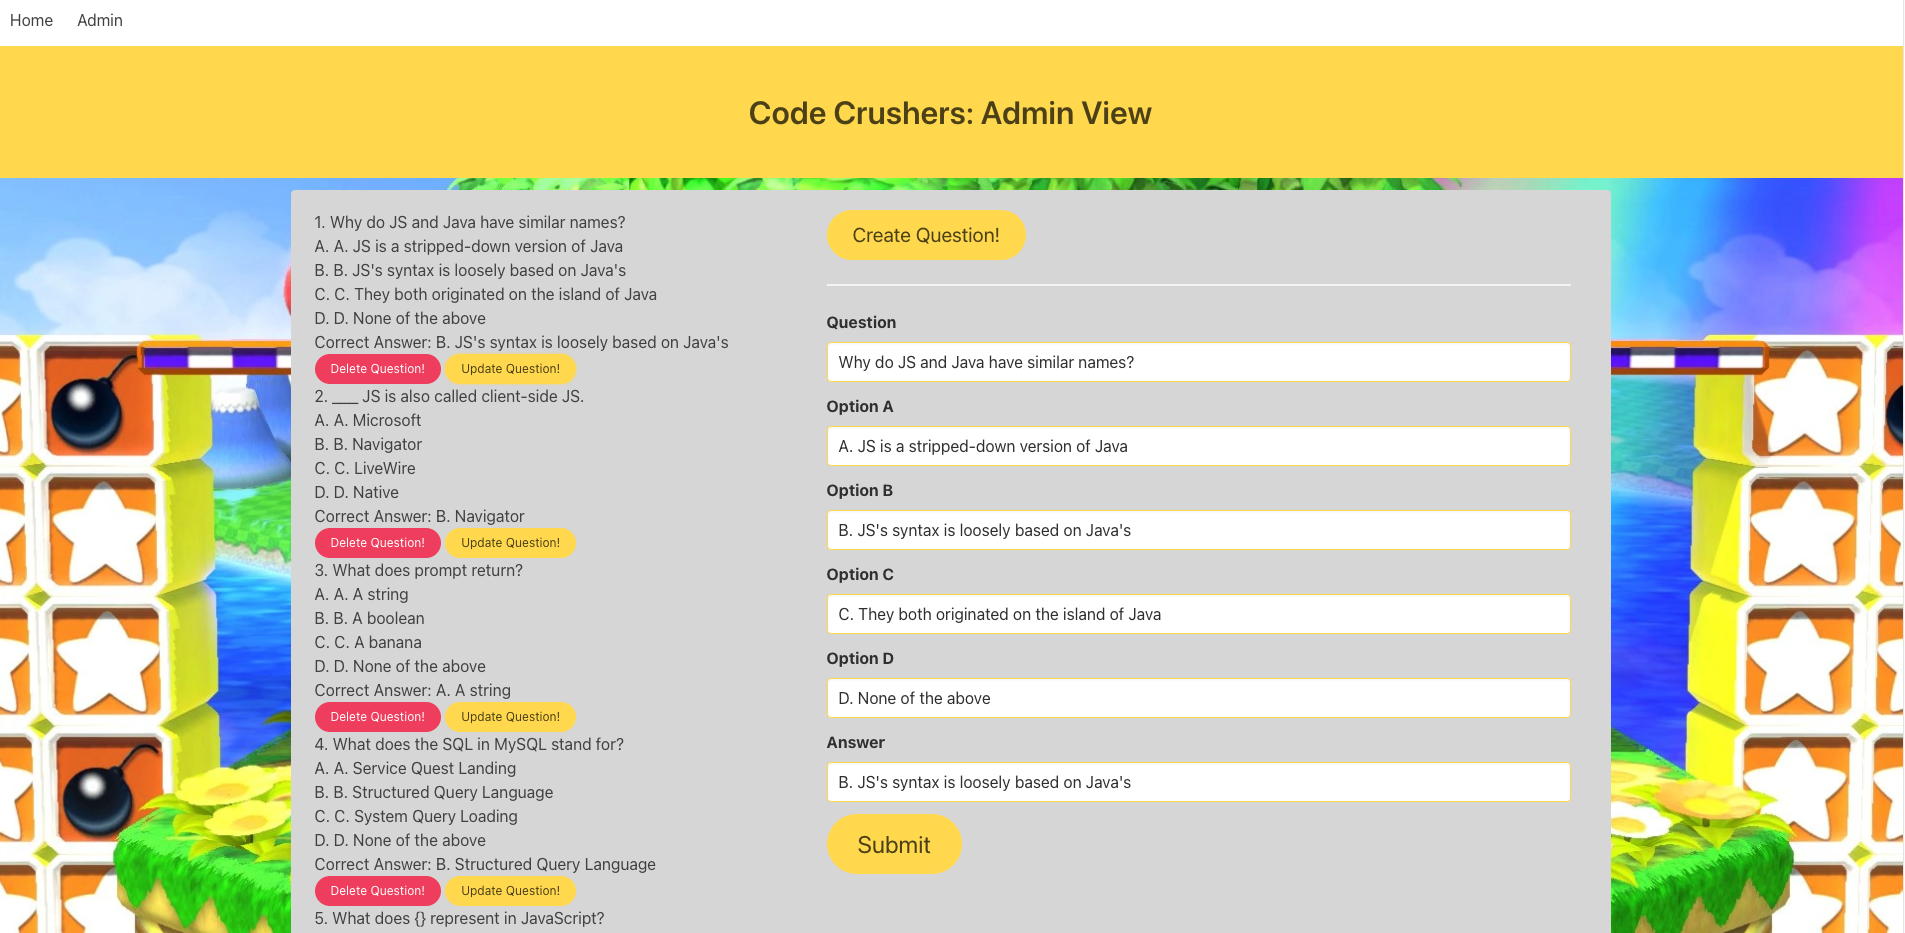 Home Admin
Code Crushers: Admin View
1. Why do JS and Java have similar names?
A. A. JS is a stripped-down version of Java
B. B. JS's syntax is loosely based on Java's
C. C. They both originated on the island of Java
D. D. None of the above
Correct Answer: B. JS's syntax is loosely based on Java's
Delete Question! Update Question!
2. ____ JS is also called client-side JS.
A. A. Microsoft
B. B. Navigator
C. C. LiveWire
D. D. Native
Correct Answer: B. Navigator
Delete Question! Update Question!
3. What does prompt return?
A. A. A string
B. B. A boolean
C. C. A banana
D. D. None of the above
Correct Answer: A. A string
Delete Question! Update Question!
4. What does the SQL in MySQL stand for?
A. A. Service Quest Landing
B. B. Structured Query Language
C. C. System Query Loading
D. D. None of the above
Correct Answer: B. Structured Query Language
Delete Question! Update Question!
5. What does {} represent in JavaScript?
Create Question!
Question
Why do JS and Java have similar names?
Option A
A. JS is a stripped-down version of Java
Option B
B. JS's syntax is loosely based on Java's
Option C
C. They both originated on the island of Java
Option D
D. None of the above
Answer
B. JS's syntax is loosely based on Java's
Submit